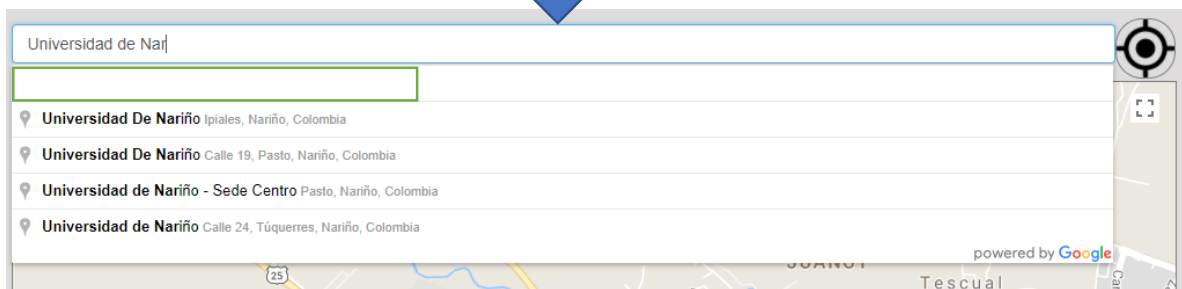 Universidad de Nar
Universidad De Nariño Ipiales, Nariño, Colombia
Universidad De Nariño Calle 19, Pasto, Nariño, Colombia
Universidad de Nariño - Sede Centro Pasto, Nariño, Colombia
Universidad de Nariño Calle 24, Túquerres, Nariño, Colombia
powered by Google
25
Tescual